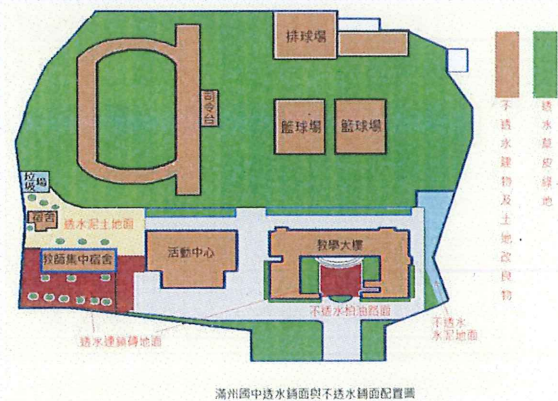 排球場
司令台
籃球場
籃球場
垃圾場
宿舍
透水泥土地面
教師集中宿舍
活動中心
教學大樓
不透水柏油路面
透水連鎖磚地面
不透水
水泥地面
不透水建物及土地改良物
透水草皮綠地
滿州國中透水鋪面與不透水鋪面配置圖